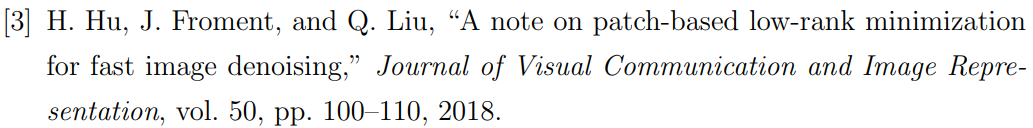 [3] H. Hu, J. Froment, and Q. Liu, “A note on patch-based low-rank minimization
for fast image denoising,” Journal of Visual Communication and Image Repre-
sentation, vol. 50, pp. 100–110, 2018.